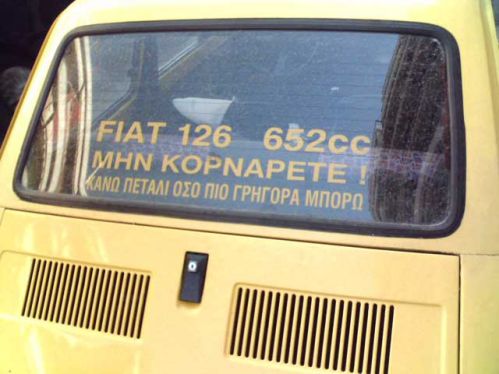 FIAT 126 652cc
ΜΗΝ ΚΟΡΝΑΡΕΤΕ !
ΚΑΝΩ ΠΕΤΑΛΙ ΟΣΟ ΠΙΟ ΓΡΗΓΟΡΑ ΜΠΟΡΩ